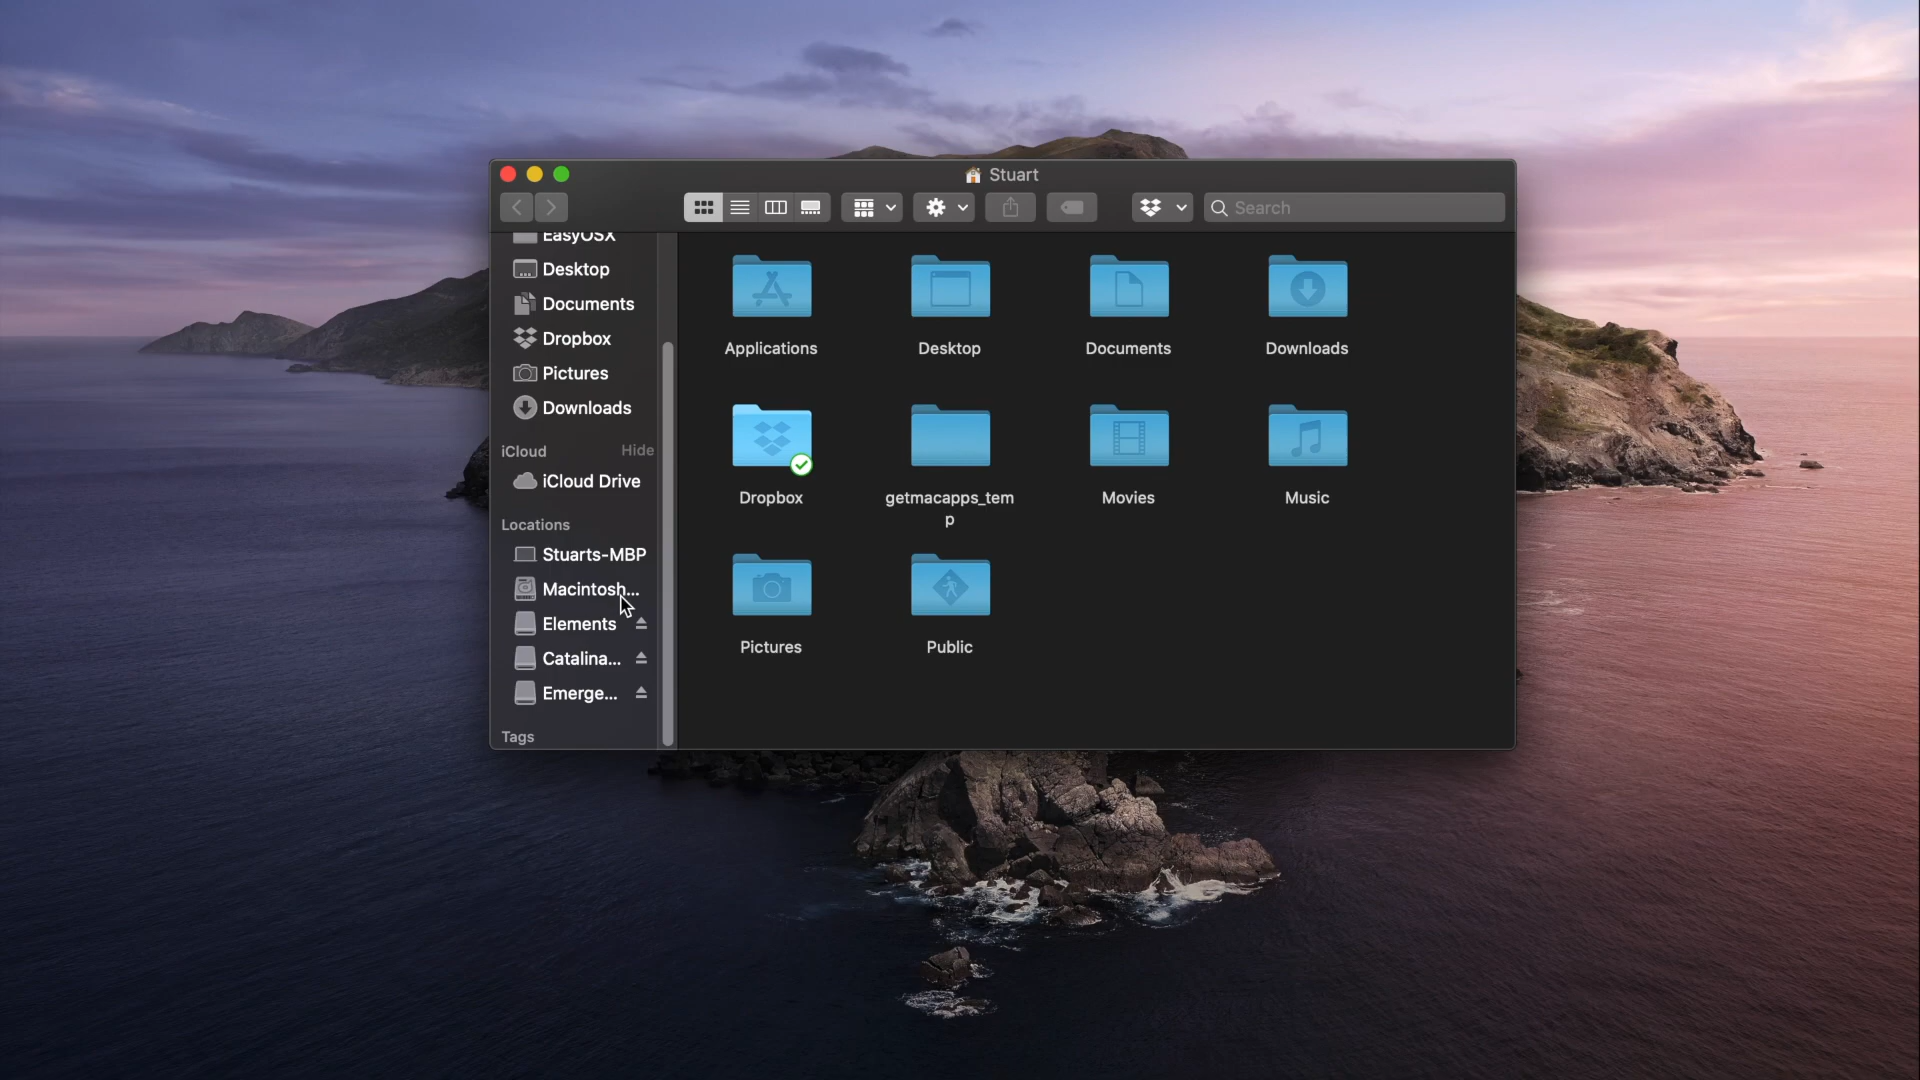 Stuart
Search
EasyOSX
Desktop
Documents
Dropbox
Pictures
Downloads
iCloud
Hide
iCloud Drive
Locations
Stuarts-MBP
Macintosh...
Elements
Catalina...
Emerge...
Tags
Applications
Desktop
Documents
Downloads
Dropbox
getmacapps_tem
p
Movies
Music
Pictures
Public